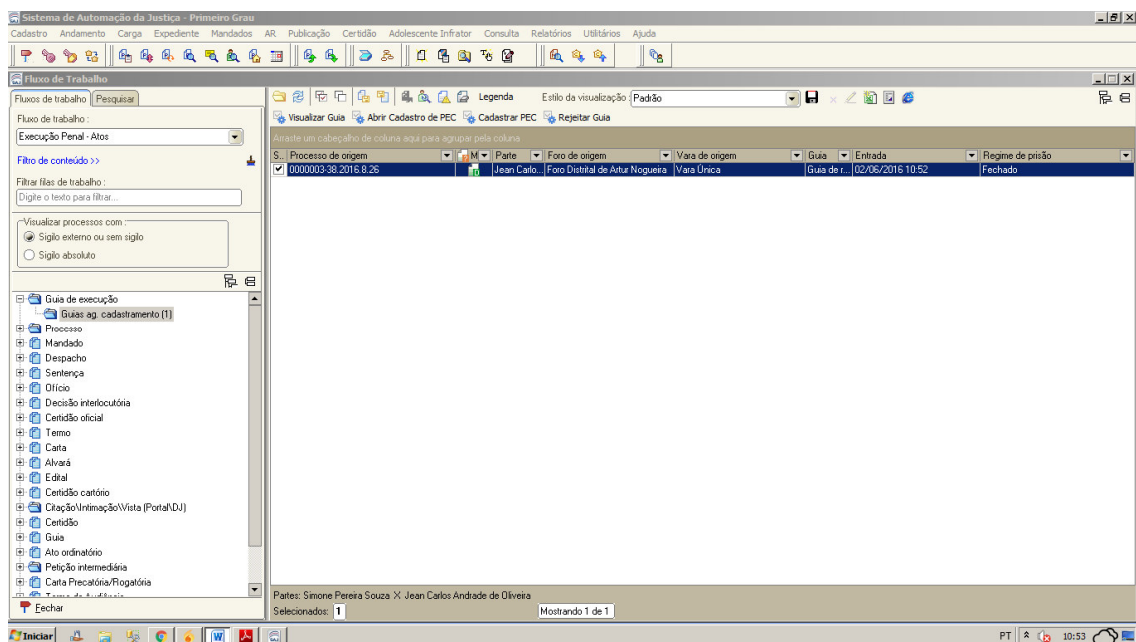 Sistema de Automação da Justiça - Primeiro Grau
Cadastro Andamento Carga Expediente Mandados AR Publicação Certidão Adolescente Infrator Consulta Relatórios Utilitários Ajuda
Fluxo de Trabalho
Fluxos de trabalho Pesquisar
Legenda Estilo da visualização : Padrão
Fluxo de trabalho :
Visualizar Guia Abrir Cadastro de PEC Cadastrar PEC Rejeitar Guia
Execução Penal - Atos
Arraste um cabeçalho de coluna aqui para agrupar pela coluna
S... Processo de origem M Parte Foro de origem Vara de origem Guia Entrada Regime de prisão
0000003-38.2016.8.26 Jean Carlo... Foro Distrital de Artur Nogueira Vara Única Guia de r... 02/06/2016 10:52 Fechado
Filtro de conteúdo >>
Filtrar filas de trabalho :
Digite o texto para filtrar...
Visualizar processos com :
Sigilo externo ou sem sigilo
Sigilo absoluto
Guia de execução
Guias ag. cadastramento (1)
Processo
Mandado
Despacho
Sentença
Ofício
Decisão interlocutória
Certidão oficial
Termo
Carta
Alvará
Edital
Certidão cartório
Citação\Intimação\Vista (Portal\DJ)
Certidão
Guia
Ato ordinatório
Petição intermediária
Carta Precatória/Rogatória
Termo de Audiência
Partes: Simone Pereira Souza X Jean Carlos Andrade de Oliveira
Fechar
Selecionados: 1 Mostrando 1 de 1
Iniciar PT 10:53